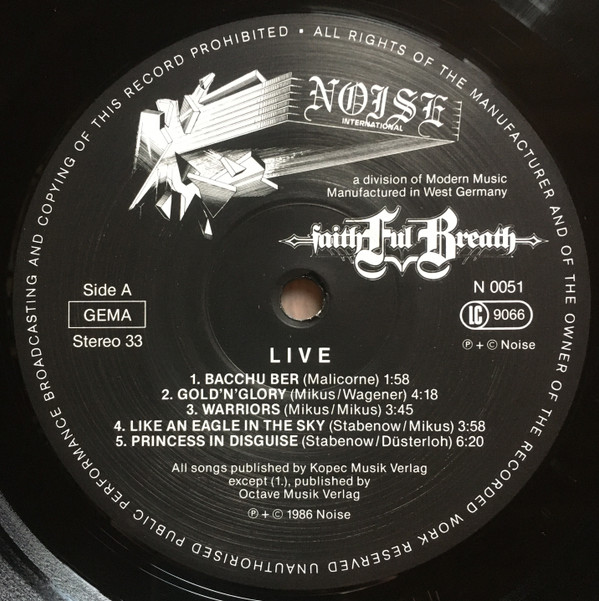 ALL RIGHTS OF THE MANUFACTURER AND OF THE OWNER OF THE RECORDED WORK RESERVED UNAUTHORISED PUBLIC PERFORMANCE BROADCASTING AND COPYING OF THIS RECORD PROHIBITED •
NOISE
INTERNATIONAL
a division of Modern Music
Manufactured in West Germany
faithful Breath
Side A
GEMA
Stereo 33
N 0051
LC 9066
Ⓟ + © Noise
LIVE
1. BACCHU BER (Malicorne) 1:58
2. GOLD'N'GLORY (Mikus/Wagener) 4:18
3. WARRIORS (Mikus/Mikus) 3:45
4. LIKE AN EAGLE IN THE SKY (Stabenow/Mikus) 3:58
5. PRINCESS IN DISGUISE (Stabenow/Düsterloh) 6:20
All songs published by Kopec Musik Verlag
except (1.), published by
Octave Musik Verlag
Ⓟ + © 1986 Noise